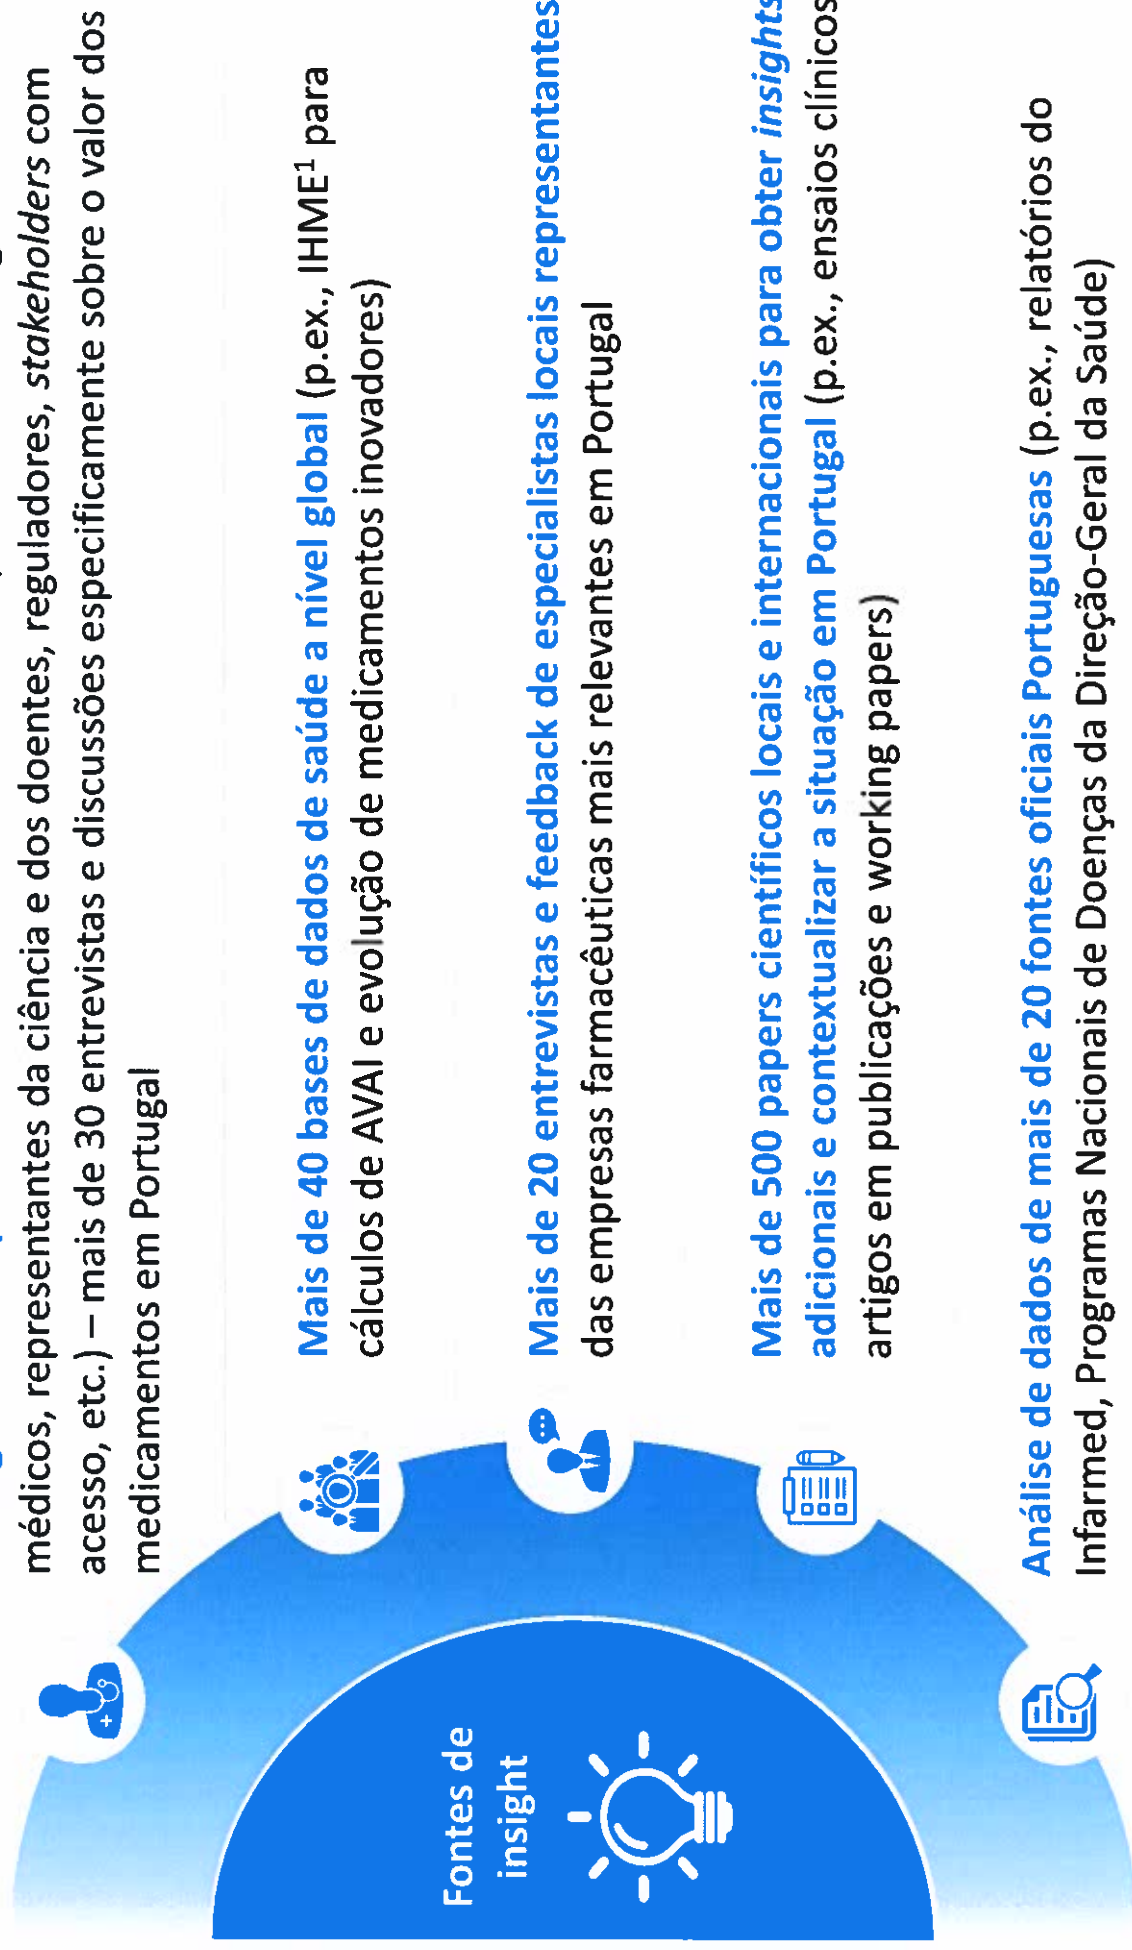 médicos, representantes da ciência e dos doentes, reguladores, stakeholders com
acesso, etc.) – mais de 30 entrevistas e discussões especificamente sobre o valor dos
medicamentos em Portugal
Mais de 40 bases de dados de saúde a nível global (p.ex., IHME¹ para
cálculos de AVAI e evolução de medicamentos inovadores)
Mais de 20 entrevistas e feedback de especialistas locais representantes
das empresas farmacêuticas mais relevantes em Portugal
Mais de 500 papers científicos locais e internacionais para obter insights
adicionais e contextualizar a situação em Portugal (p.ex., ensaios clínicos
artigos em publicações e working papers)
Análise de dados de mais de 20 fontes oficiais Portuguesas (p.ex., relatórios do
Infarmed, Programas Nacionais de Doenças da Direção-Geral da Saúde)
Fontes de
insight